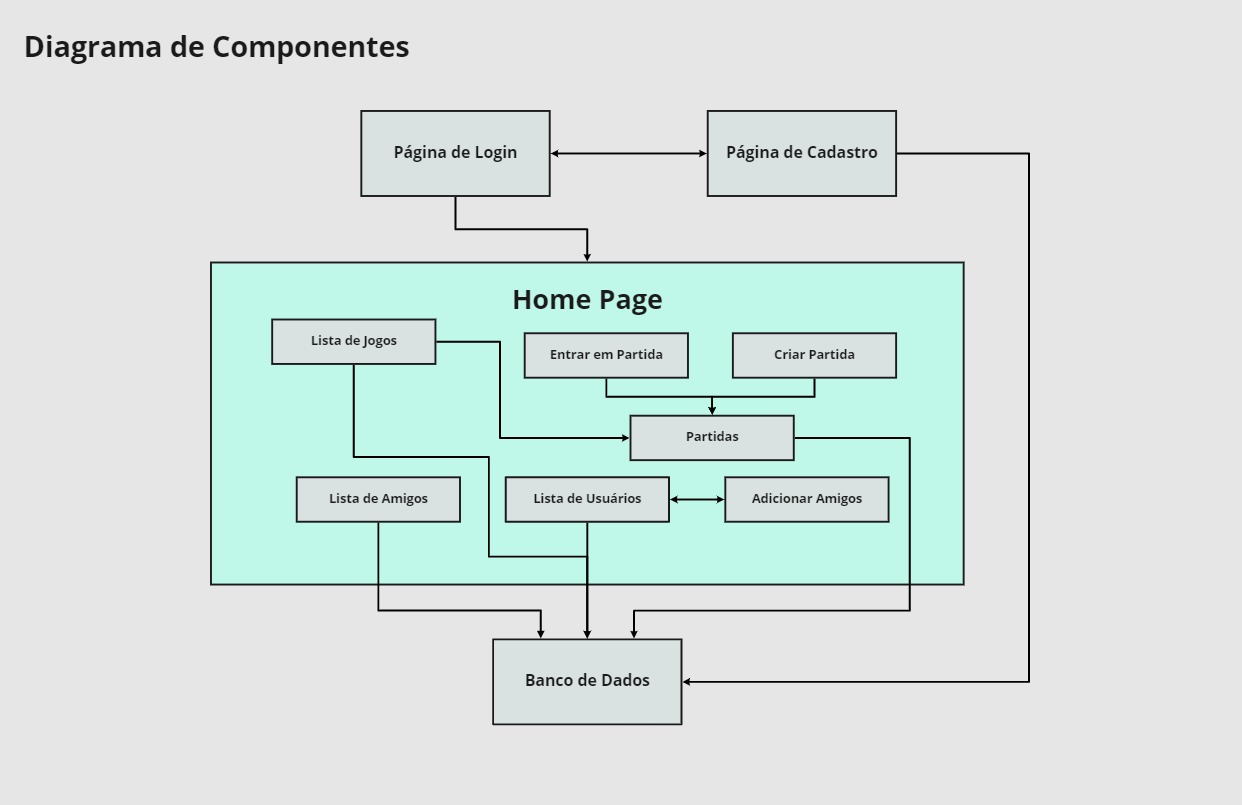 Diagrama de Componentes
Página de Login
Página de Cadastro
Home Page
Lista de Jogos
Entrar em Partida
Criar Partida
Partidas
Lista de Amigos
Lista de Usuários
Adicionar Amigos
Banco de Dados